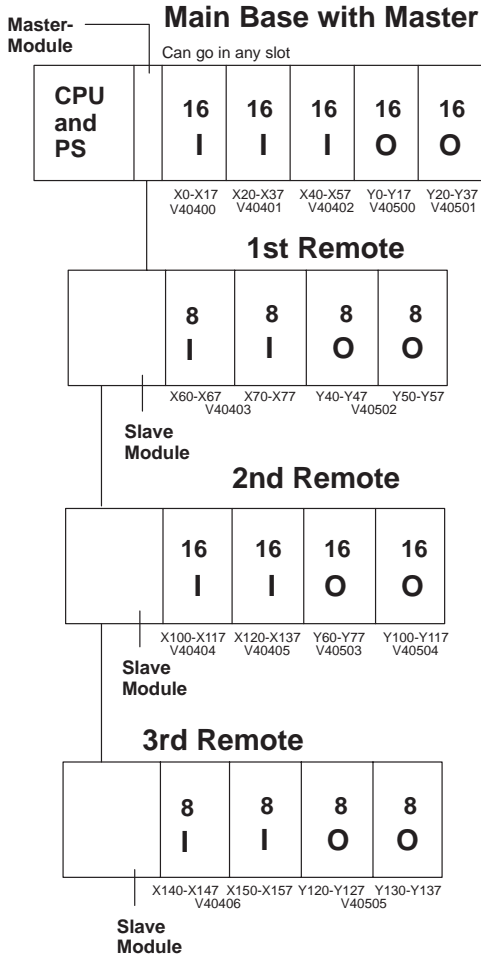 Main Base with Master
Master-
Module
Can go in any slot
CPU
and
PS
16 16 16 16 16
I I I O O
X0-X17 X20-X37 X40-X57 Y0-Y17 Y20-Y37
V40400 V40401 V40402 V40500 V40501
1st Remote
8 8 8 8
I I O O
X60-X67 X70-X77 Y40-Y47 Y50-Y57
V40403 V40502
Slave
Module
2nd Remote
16 16 16 16
I I O O
X100-X117 X120-X137 Y60-Y77 Y100-Y117
V40404 V40405 V40503 V40504
Slave
Module
3rd Remote
8 8 8 8
I I O O
X140-X147 X150-X157 Y120-Y127 Y130-Y137
V40406 V40505
Slave
Module